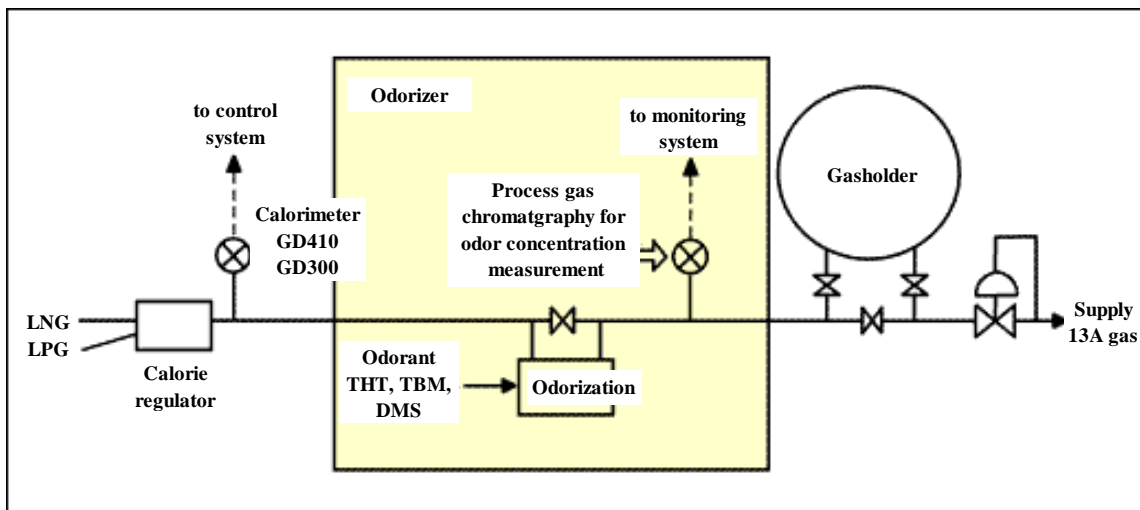 Odorizer
to control
system
to monitoring
system
Gasholder
Calorimeter
GD410
GD300
Process gas
chromatgraphy for
odor concentration
measurement
LNG
LPG
Calorie
regulator
Odorant
THT, TBM,
DMS
Odorization
Supply
13A gas